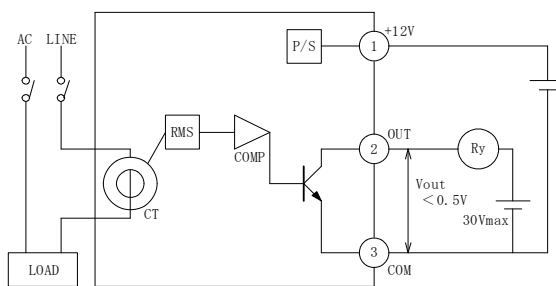 AC LINE
P/S
1
+12V
RMS
COMP
2
OUT
Ry
CT
Vout
<0.5V
30Vmax
3
COM
LOAD